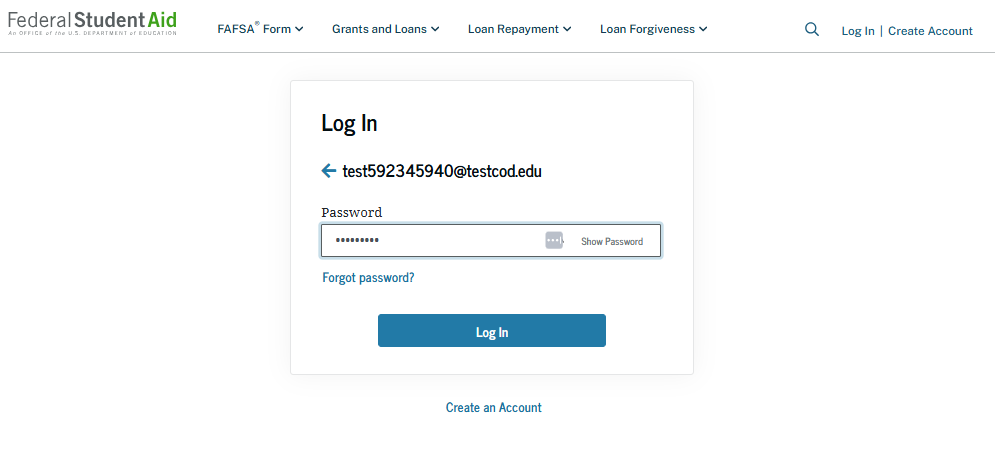 Federal Student Aid
An OFFICE of the U.S. DEPARTMENT of EDUCATION
FAFSA® Form
Grants and Loans
Loan Repayment
Loan Forgiveness
Log In | Create Account
Log In
test592345940@testcod.edu
Password
•••••••••
Show Password
Forgot password?
Log In
Create an Account